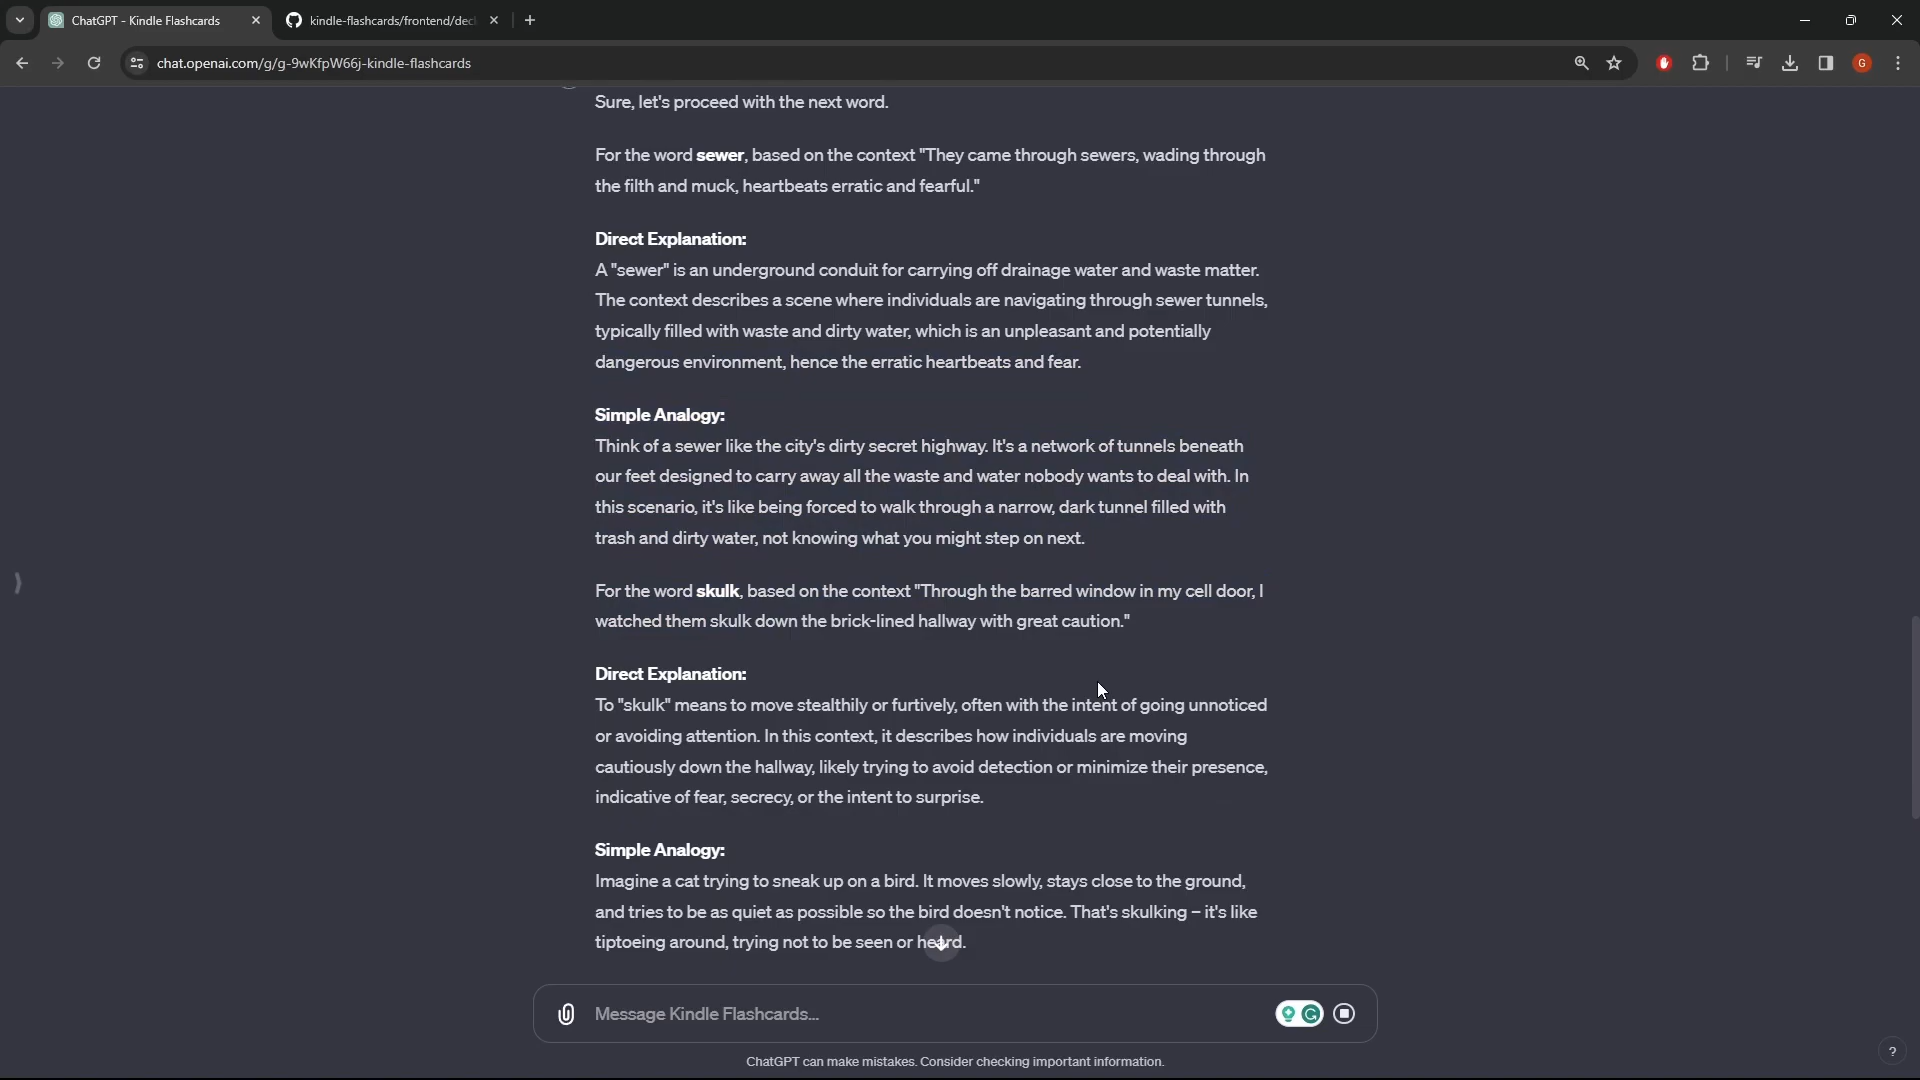 ChatGPT - Kindle Flashcards
kindle-flashcards/frontend/dec
chat.openai.com/g/g-9wKfpW66j-kindle-flashcards
G
Sure, let's proceed with the next word.
For the word sewer, based on the context "They came through sewers, wading through
the filth and muck, heartbeats erratic and fearful."
Direct Explanation:
A "sewer" is an underground conduit for carrying off drainage water and waste matter.
The context describes a scene where individuals are navigating through sewer tunnels,
typically filled with waste and dirty water, which is an unpleasant and potentially
dangerous environment, hence the erratic heartbeats and fear.
Simple Analogy:
Think of a sewer like the city's dirty secret highway. It's a network of tunnels beneath
our feet designed to carry away all the waste and water nobody wants to deal with. In
this scenario, it's like being forced to walk through a narrow, dark tunnel filled with
trash and dirty water, not knowing what you might step on next.
For the word skulk, based on the context "Through the barred window in my cell door, I
watched them skulk down the brick-lined hallway with great caution."
Direct Explanation:
To "skulk" means to move stealthily or furtively, often with the intent of going unnoticed
or avoiding attention. In this context, it describes how individuals are moving
cautiously down the hallway, likely trying to avoid detection or minimize their presence,
indicative of fear, secrecy, or the intent to surprise.
Simple Analogy:
Imagine a cat trying to sneak up on a bird. It moves slowly, stays close to the ground,
and tries to be as quiet as possible so the bird doesn't notice. That's skulking – it's like
tiptoeing around, trying not to be seen or heard.
Message Kindle Flashcards...
ChatGPT can make mistakes. Consider checking important information.
?